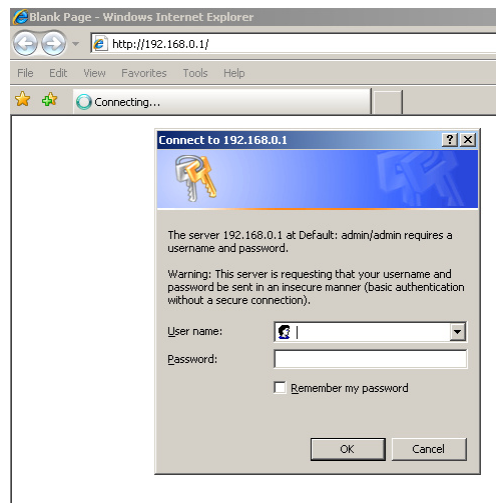 Blank Page - Windows Internet Explorer
http://192.168.0.1/
File Edit View Favorites Tools Help
Connecting...
Connect to 192.168.0.1
The server 192.168.0.1 at Default: admin/admin requires a
username and password.
Warning: This server is requesting that your username and
password be sent in an insecure manner (basic authentication
without a secure connection).
User name:
Password:
Remember my password
OK Cancel